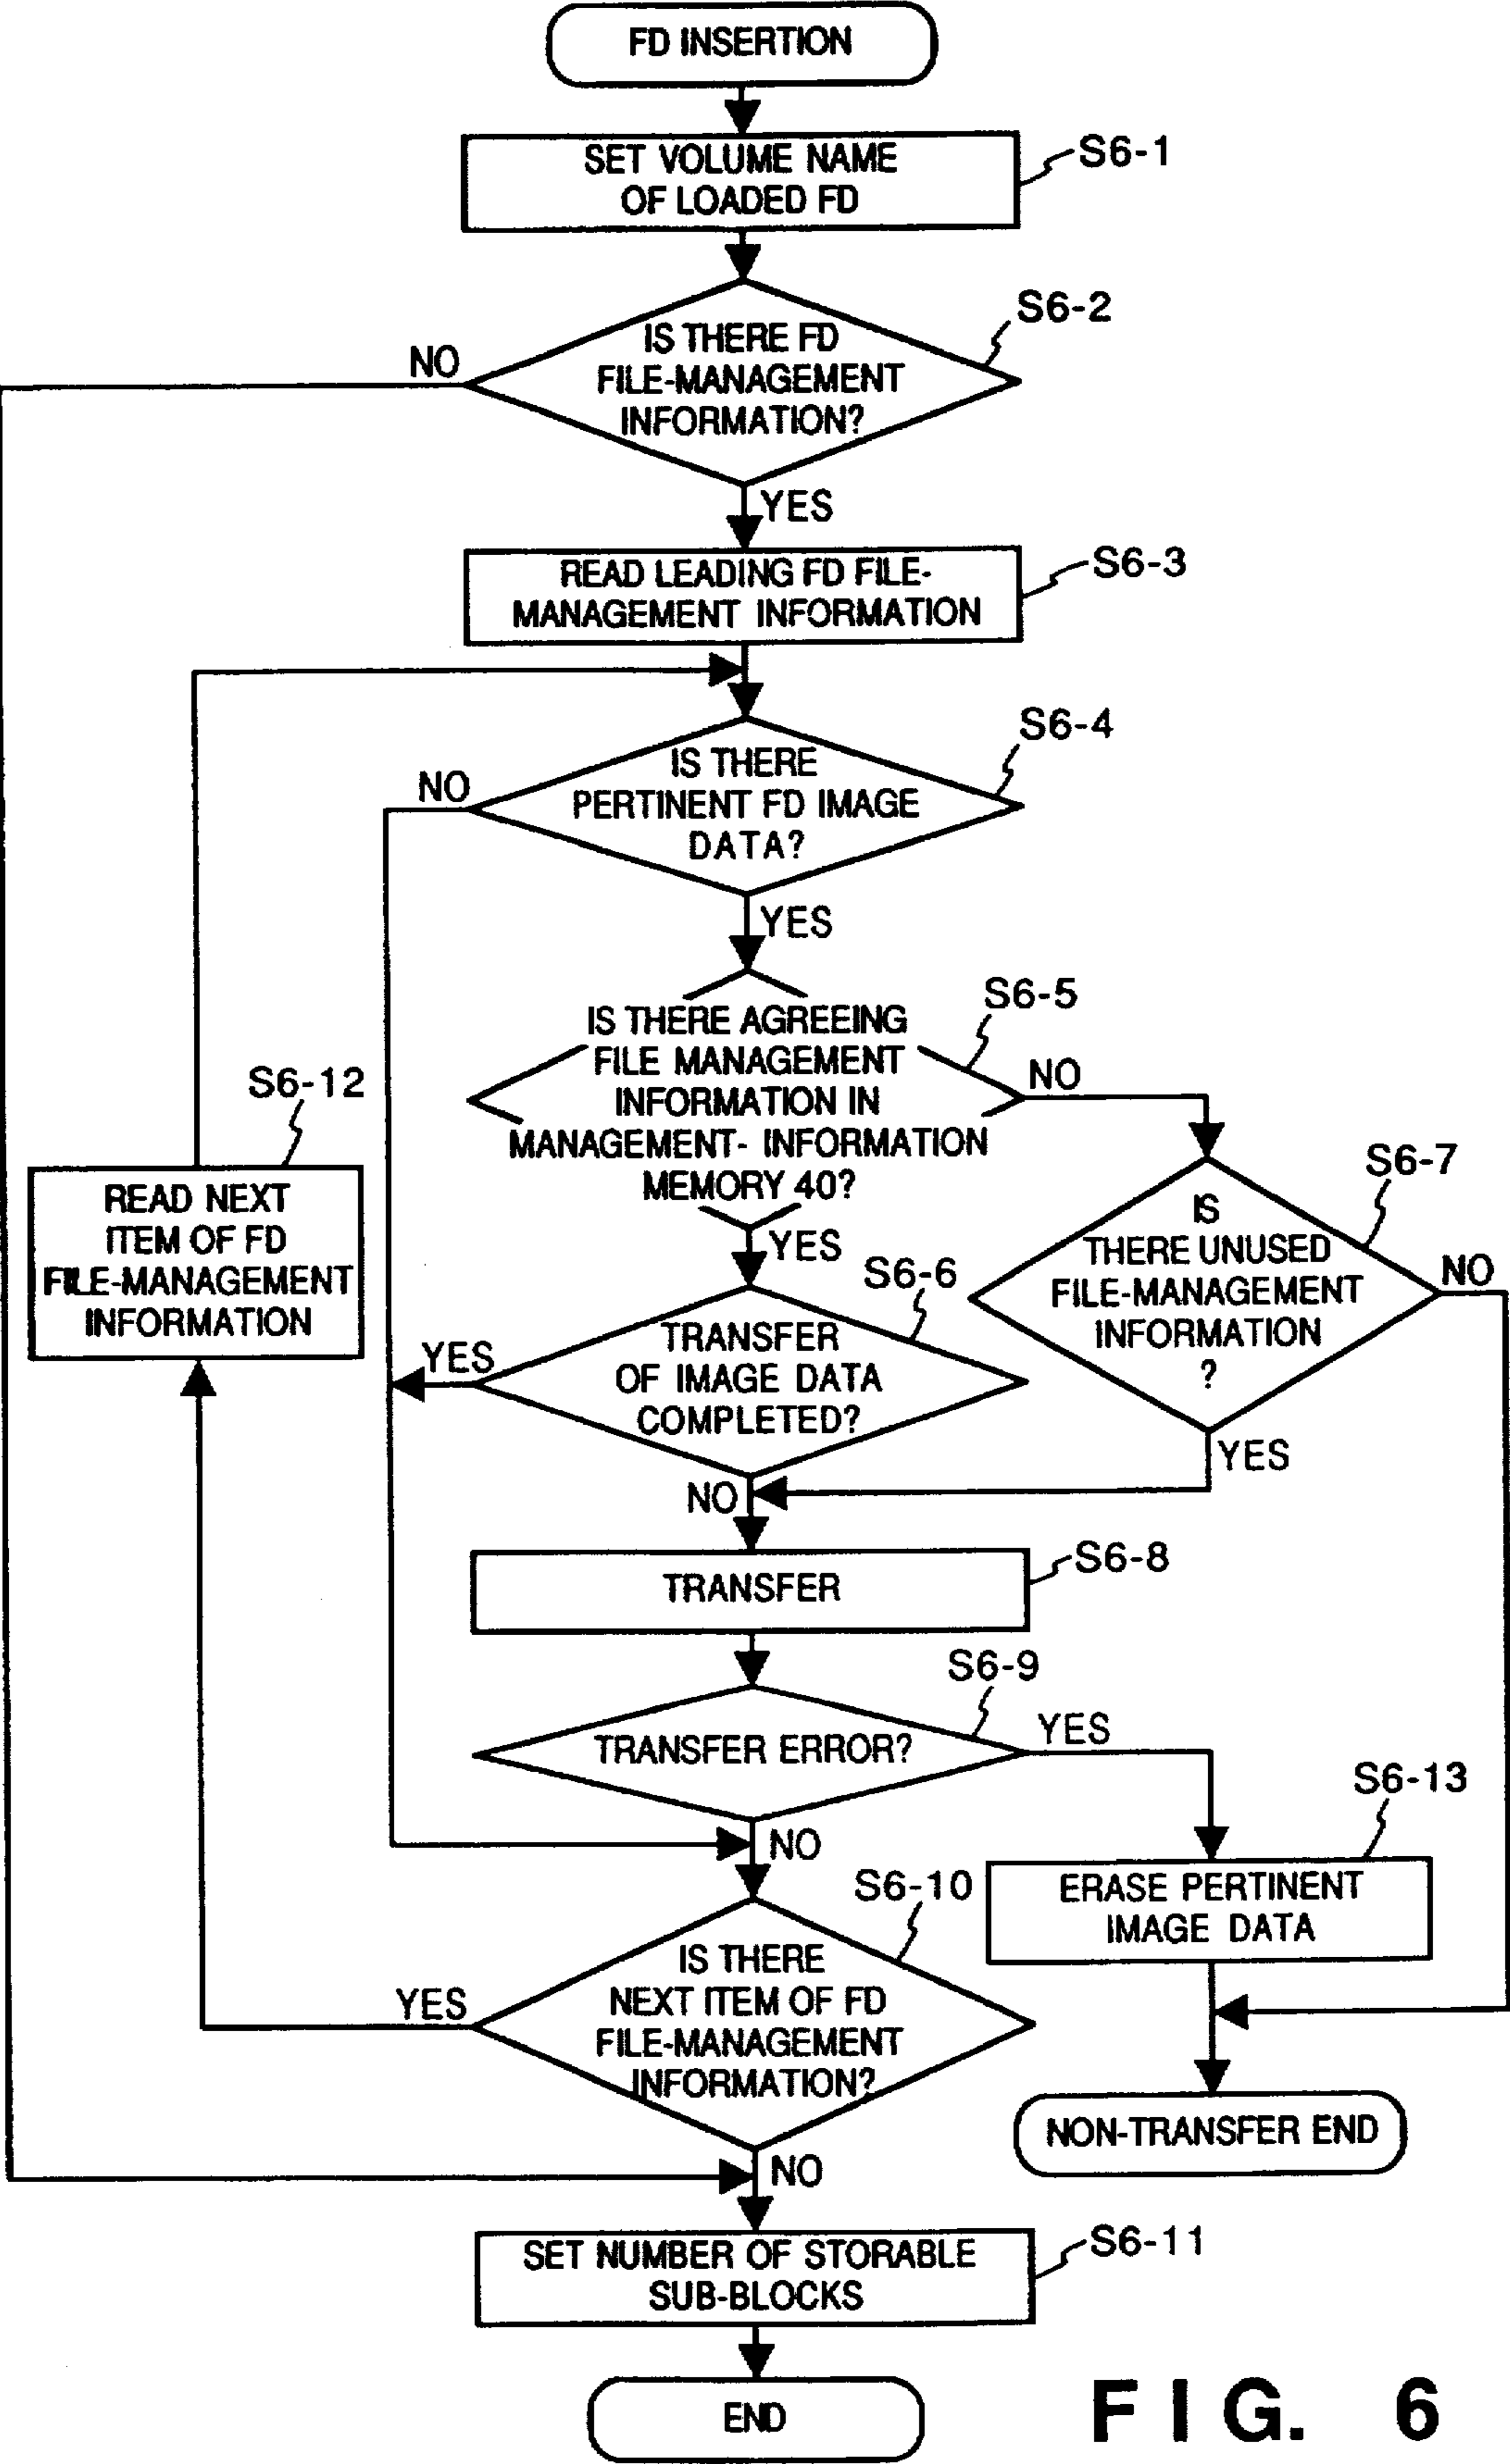 FD INSERTION
SET VOLUME NAME
OF LOADED FD
S6-1
IS THERE FD
FILE-MANAGEMENT
INFORMATION?
S6-2
NO
YES
READ LEADING FD FILE-
MANAGEMENT INFORMATION
S6-3
IS THERE
PERTINENT FD IMAGE
DATA?
S6-4
NO
YES
IS THERE AGREEING
FILE MANAGEMENT
INFORMATION IN
MANAGEMENT- INFORMATION
MEMORY 40?
S6-5
NO
YES
S6-12
READ NEXT
ITEM OF FD
FILE-MANAGEMENT
INFORMATION
S6-7
IS
THERE UNUSED
FILE-MANAGEMENT
INFORMATION
?
NO
YES
S6-6
TRANSFER
OF IMAGE DATA
COMPLETED?
YES
NO
TRANSFER
S6-8
S6-9
TRANSFER ERROR?
YES
NO
S6-13
ERASE PERTINENT
IMAGE DATA
S6-10
IS THERE
NEXT ITEM OF FD
FILE-MANAGEMENT
INFORMATION?
YES
NO
NON-TRANSFER END
SET NUMBER OF STORABLE
SUB-BLOCKS
S6-11
END
FIG. 6